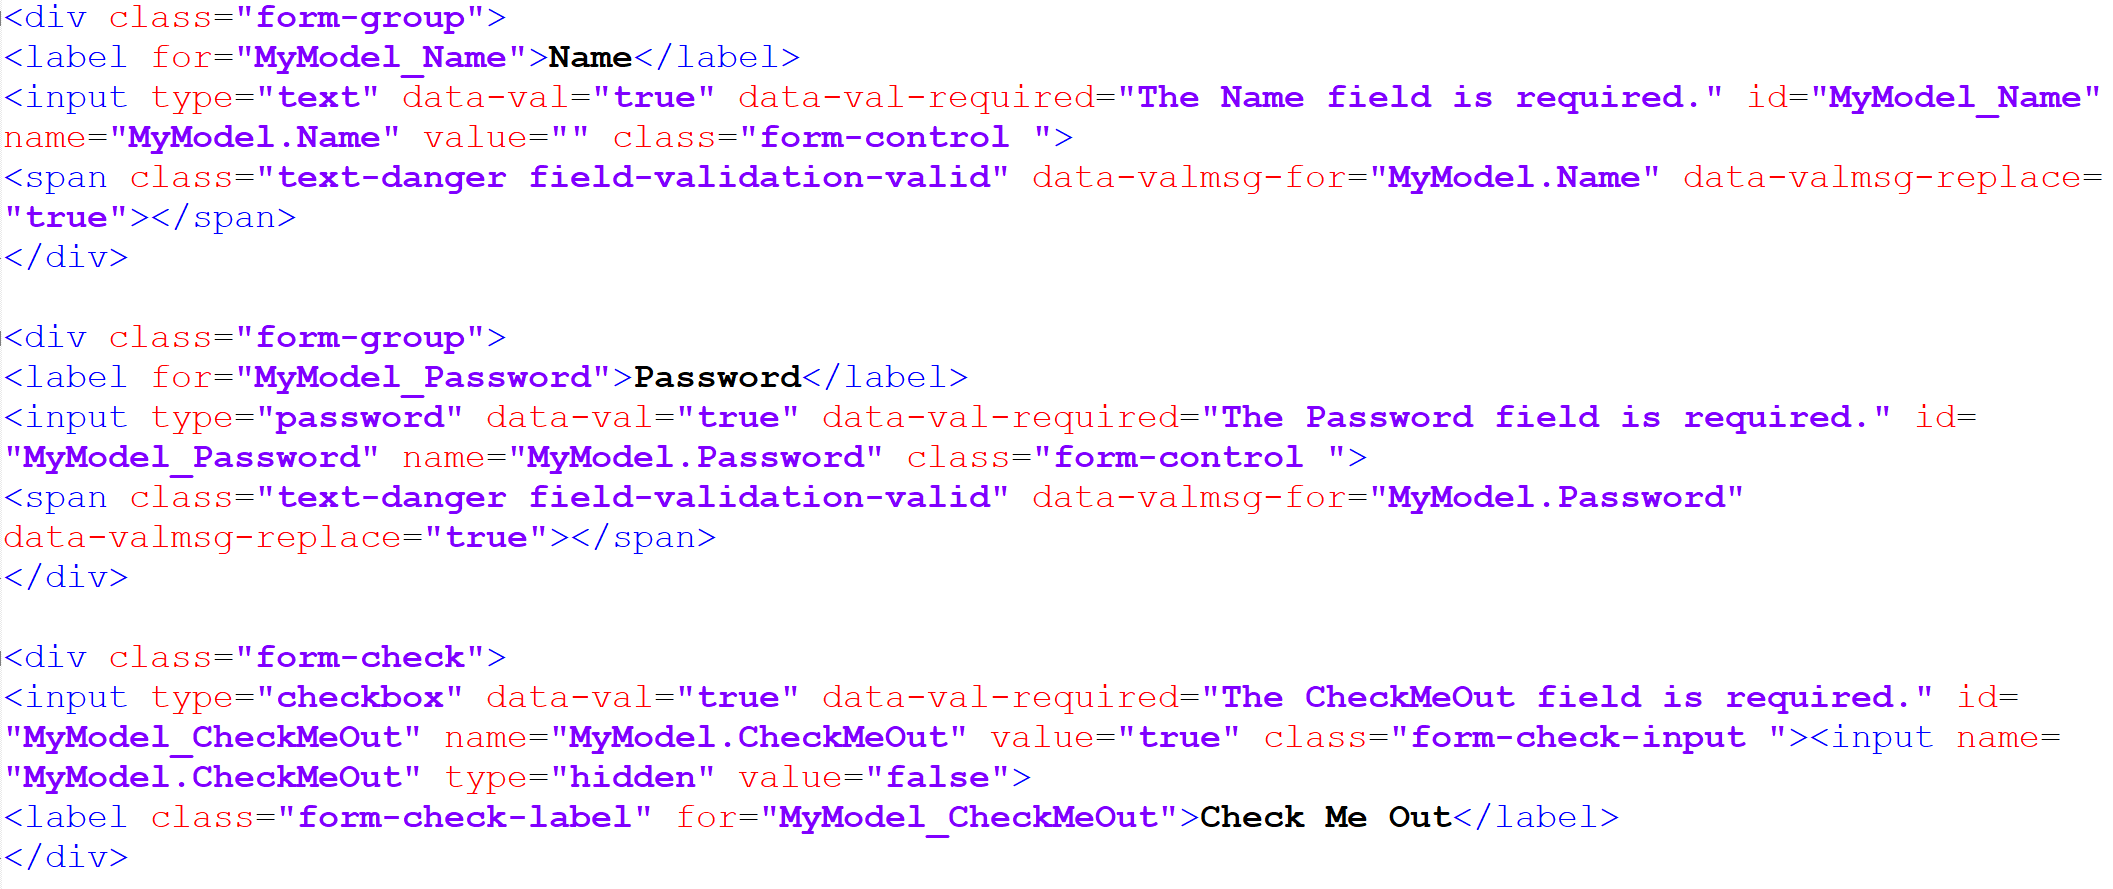 <div class="form-group">
<label for="MyModel_Name">Name</label>
<input type="text" data-val="true" data-val-required="The Name field is required." id="MyModel_Name"
name="MyModel.Name" value="" class="form-control ">
<span class="text-danger field-validation-valid" data-valmsg-for="MyModel.Name" data-valmsg-replace=
"true"></span>
</div>

<div class="form-group">
<label for="MyModel_Password">Password</label>
<input type="password" data-val="true" data-val-required="The Password field is required." id=
"MyModel_Password" name="MyModel.Password" class="form-control ">
<span class="text-danger field-validation-valid" data-valmsg-for="MyModel.Password"
data-valmsg-replace="true"></span>
</div>

<div class="form-check">
<input type="checkbox" data-val="true" data-val-required="The CheckMeOut field is required." id=
"MyModel_CheckMeOut" name="MyModel.CheckMeOut" value="true" class="form-check-input "><input name=
"MyModel.CheckMeOut" type="hidden" value="false">
<label class="form-check-label" for="MyModel_CheckMeOut">Check Me Out</label>
</div>